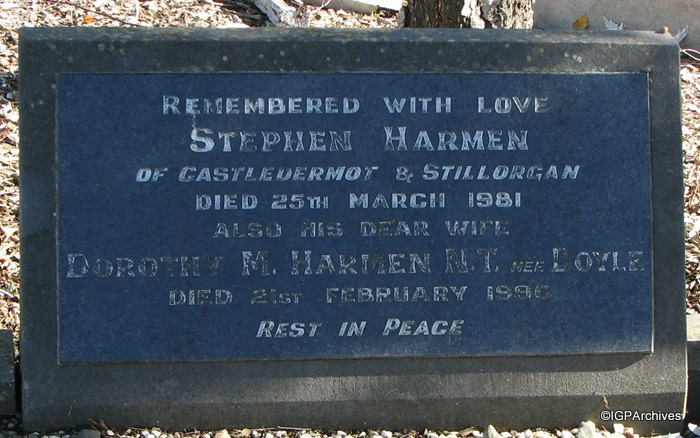 REMEMBERED WITH LOVE
STEPHEN HARMEN
OF CASTLEDERMOT & STILLORGAN
DIED 25TH MARCH 1981
ALSO HIS DEAR WIFE
DOROTHY M. HARMEN N.T. NEE DOYLE
DIED 21ST FEBRUARY 1996
REST IN PEACE
©IGPArchives